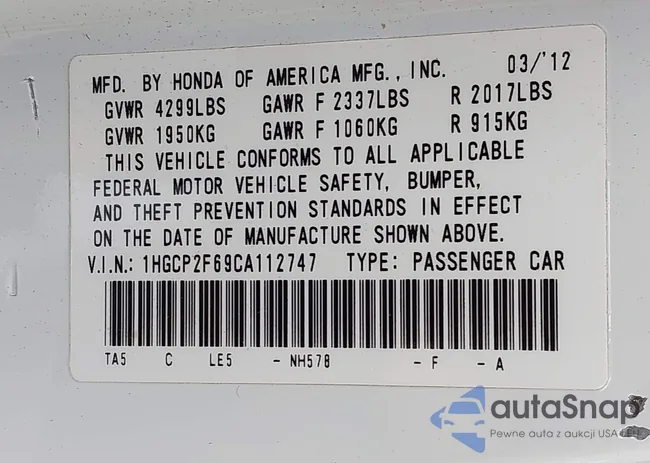 MFD. BY HONDA OF AMERICA MFG., INC. 03/'12
GVWR 4299LBS GAWR F 2337LBS R 2017LBS
GVWR 1950KG GAWR F 1060KG R 915KG
THIS VEHICLE CONFORMS TO ALL APPLICABLE
FEDERAL MOTOR VEHICLE SAFETY, BUMPER,
AND THEFT PREVENTION STANDARDS IN EFFECT
ON THE DATE OF MANUFACTURE SHOWN ABOVE.
V.I.N.: 1HGCP2F69CA112747 TYPE: PASSENGER CAR
TA5 C LE5 - NH578 - F - A
autaSnap
Pewne auta z aukcji USA i EU